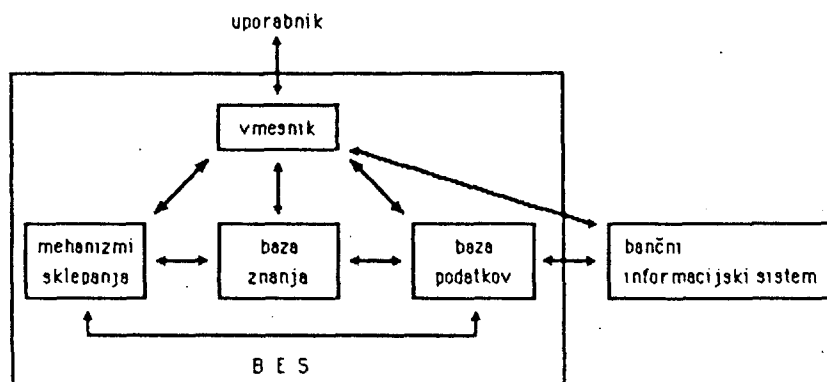 uporabnik
vmesnik
mehanizmi
sklepanja
baza
znanja
baza
podatkov
bančni
informacijski sistem
B E S